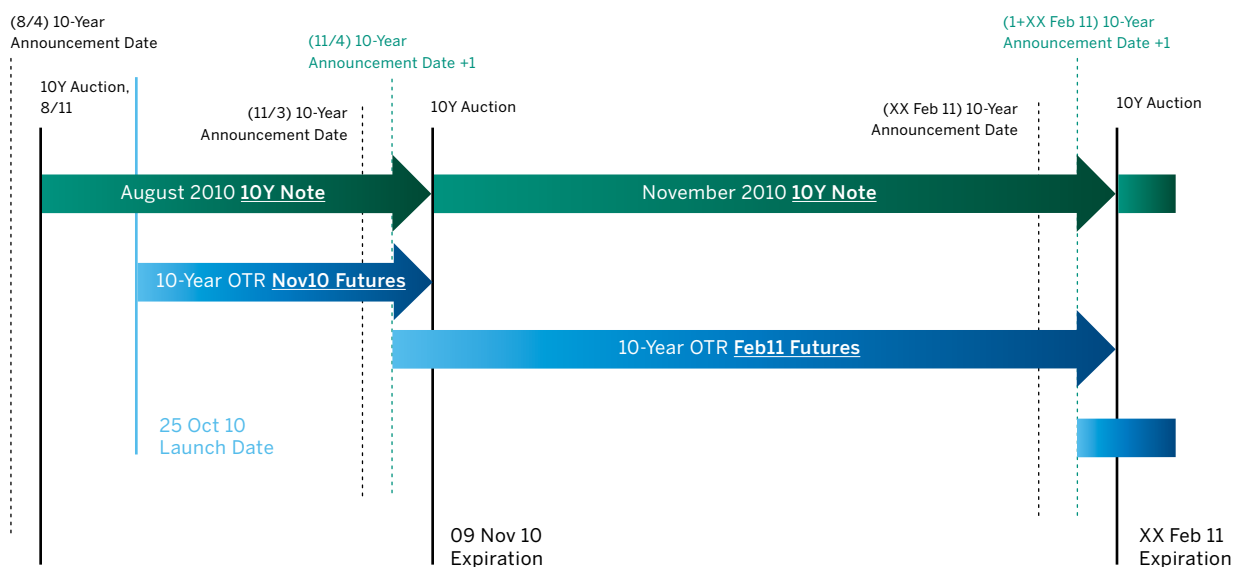 (8/4) 10-Year
Announcement Date
(11/4) 10-Year
Announcement Date +1
(1+XX Feb 11) 10-Year
Announcement Date +1
10Y Auction,
8/11
(11/3) 10-Year
Announcement Date
10Y Auction
(XX Feb 11) 10-Year
Announcement Date
10Y Auction
August 2010 10Y Note
November 2010 10Y Note
10-Year OTR Nov10 Futures
10-Year OTR Feb11 Futures
25 Oct 10
Launch Date
09 Nov 10
Expiration
XX Feb 11
Expiration